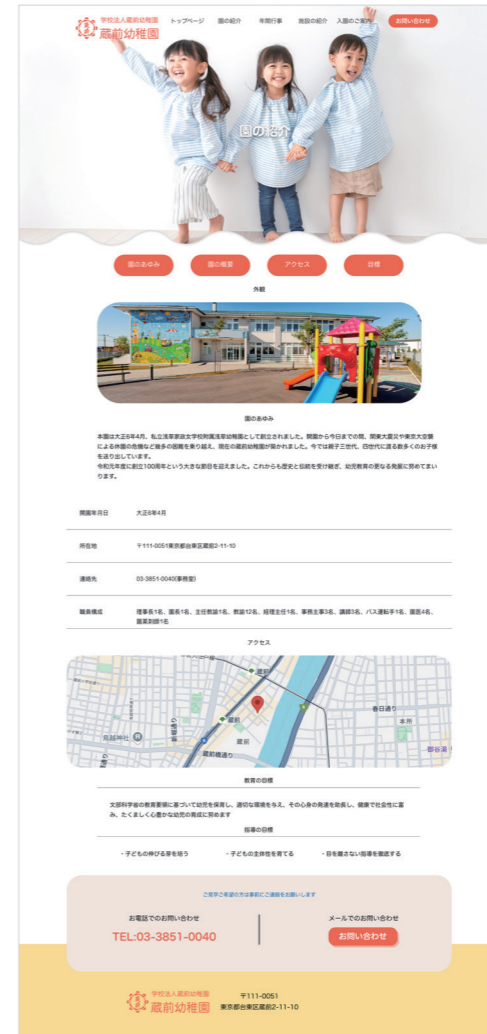 学校法人蔵前幼稚園
蔵前幼稚園
トップページ 園の紹介 年間行事 施設の紹介 入園のご案内 お問い合わせ
園の紹介
園のあゆみ 園の概要 アクセス 目標
外観
園のあゆみ
本園は大正6年4月、私立浅草家政女学校附属浅草幼稚園として創立されました。開園から今日までの間、関東大震災や東京大空襲
による休園の危機など幾多の困難を乗り越え、現在の蔵前幼稚園が築かれました。今では親子三世代、四世代に渡る数多くのお子様
を送り出しています。
令和元年度に創立100周年という大きな節目を迎えました。これからも歴史と伝統を受け継ぎ、幼児教育の更なる発展に努めてまい
ります。
開園年月日 大正6年4月
所在地 〒111-0051東京都台東区蔵前2-11-10
連絡先 03-3851-0040(事務室)
職員構成 理事長1名、園長1名、主任教諭1名、教諭12名、経理主任1名、事務主事3名、講師3名、バス運転手1名、園医4名、
園薬剤師1名
アクセス
蔵前
春日通り
本所
蔵前
鳥越神社
蔵前
御谷湯
蔵前橋通り
教育の目標
文部科学省の教育要領に基づいて幼児を保育し、適切な環境を与え、その心身の発達を助長し、健康で社会性に富
み、たくましく心豊かな幼児の育成に努めます
指導の目標
・子どもの伸びる芽を培う ・子どもの主体性を育てる ・目を離さない指導を徹底する
ご見学ご希望の方は事前にご連絡をお願いします
お電話でのお問い合わせ メールでのお問い合わせ
TEL:03-3851-0040 お問い合わせ
学校法人蔵前幼稚園 〒111-0051
蔵前幼稚園 東京都台東区蔵前2-11-10